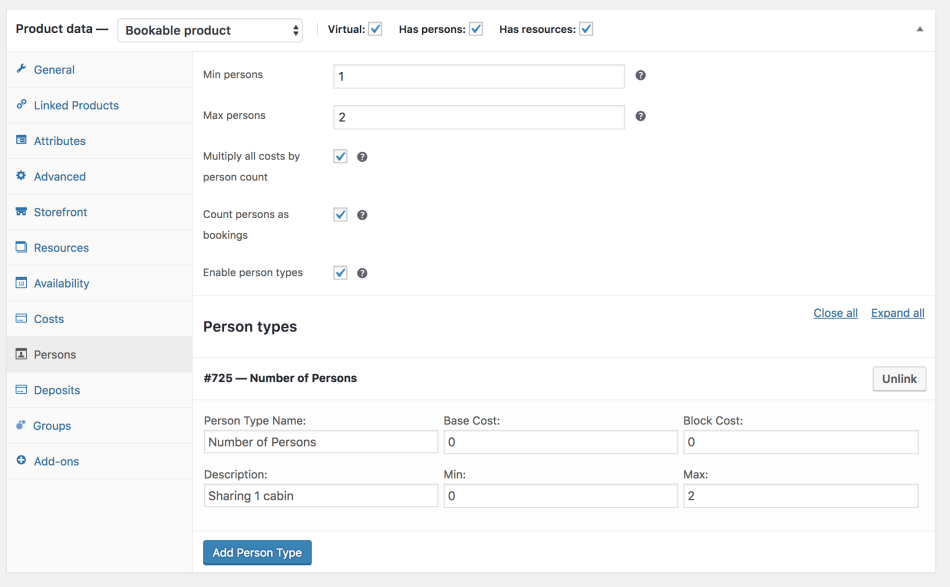 Product data — Bookable product Virtual: Has persons: Has resources:
General
Linked Products
Attributes
Advanced
Storefront
Resources
Availability
Costs
Persons
Deposits
Groups
Add-ons
Min persons 1
Max persons 2
Multiply all costs by
person count
Count persons as
bookings
Enable person types
Close all Expand all
Person types
#725 — Number of Persons Unlink
Person Type Name: Base Cost: Block Cost:
Number of Persons 0 0
Description: Min: Max:
Sharing 1 cabin 0 2
Add Person Type